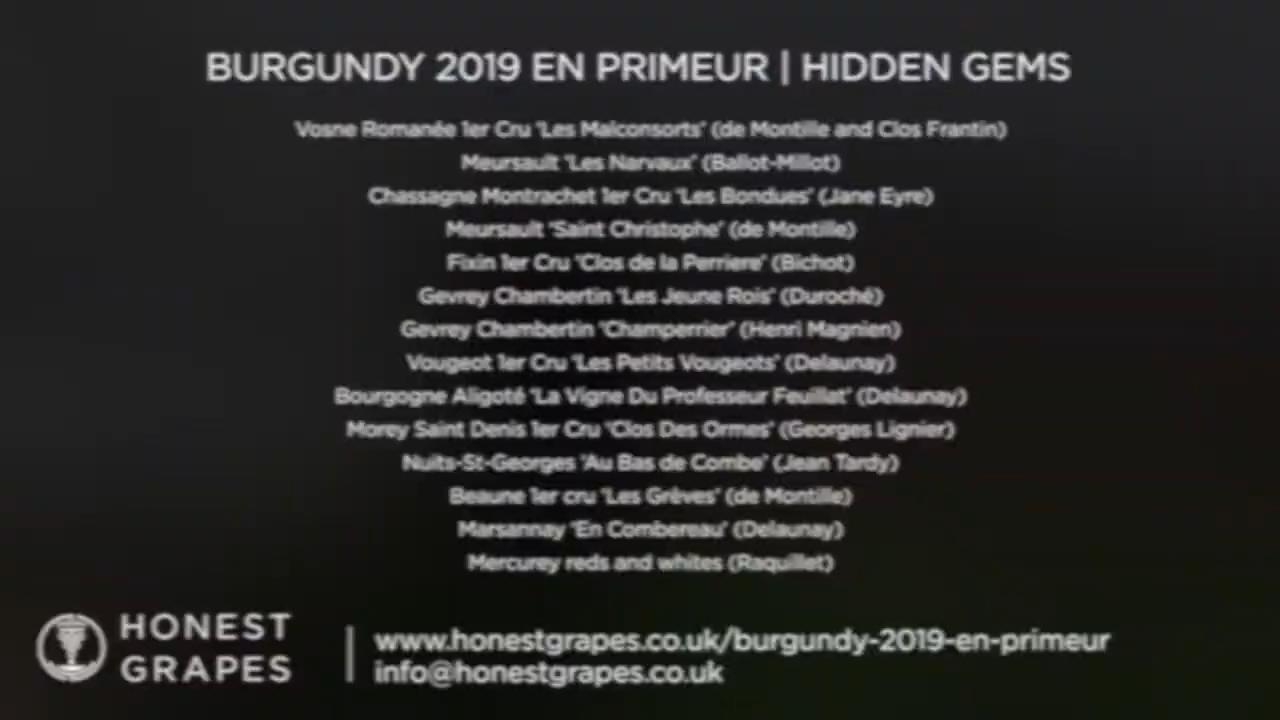 BURGUNDY 2019 EN PRIMEUR | HIDDEN GEMS
Vosne Romanée 1er Cru 'Les Malconsorts' (de Montille and Clos Frantin)
Meursault 'Les Narvaux' (Ballot-Millot)
Chassagne Montrachet 1er Cru 'Les Bondues' (Jane Eyre)
Meursault 'Saint Christophe' (de Montille)
Fixin 1er Cru 'Clos de la Perriere' (Bichot)
Gevrey Chambertin 'Les Jeune Rois' (Duroché)
Gevrey Chambertin 'Champerrier' (Henri Magnien)
Vougeot 1er Cru 'Les Petits Vougeots' (Delaunay)
Bourgogne Aligoté 'La Vigne Du Professeur Feuillat' (Delaunay)
Morey Saint Denis 1er Cru 'Clos Des Ormes' (Georges Lignier)
Nuits-St-Georges 'Au Bas de Combe' (Jean Tardy)
Beaune 1er cru 'Les Grèves' (de Montille)
Marsannay 'En Combereau' (Delaunay)
Mercurey reds and whites (Raquillet)
HONEST
GRAPES
www.honestgrapes.co.uk/burgundy-2019-en-primeur
info@honestgrapes.co.uk